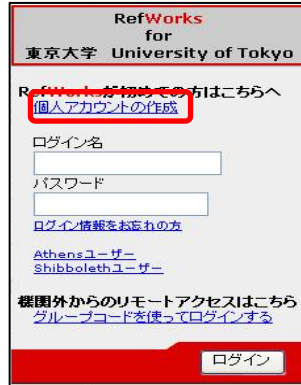 RefWorks
for
東京大学 University of Tokyo
RefWorksが初めての方はこちらへ
個人アカウントの作成
ログイン名
パスワード
ログイン情報をお忘れの方
Athensユーザー
Shibbolethユーザー
機関外からのリモートアクセスはこちら
グループコードを使ってログインする
ログイン